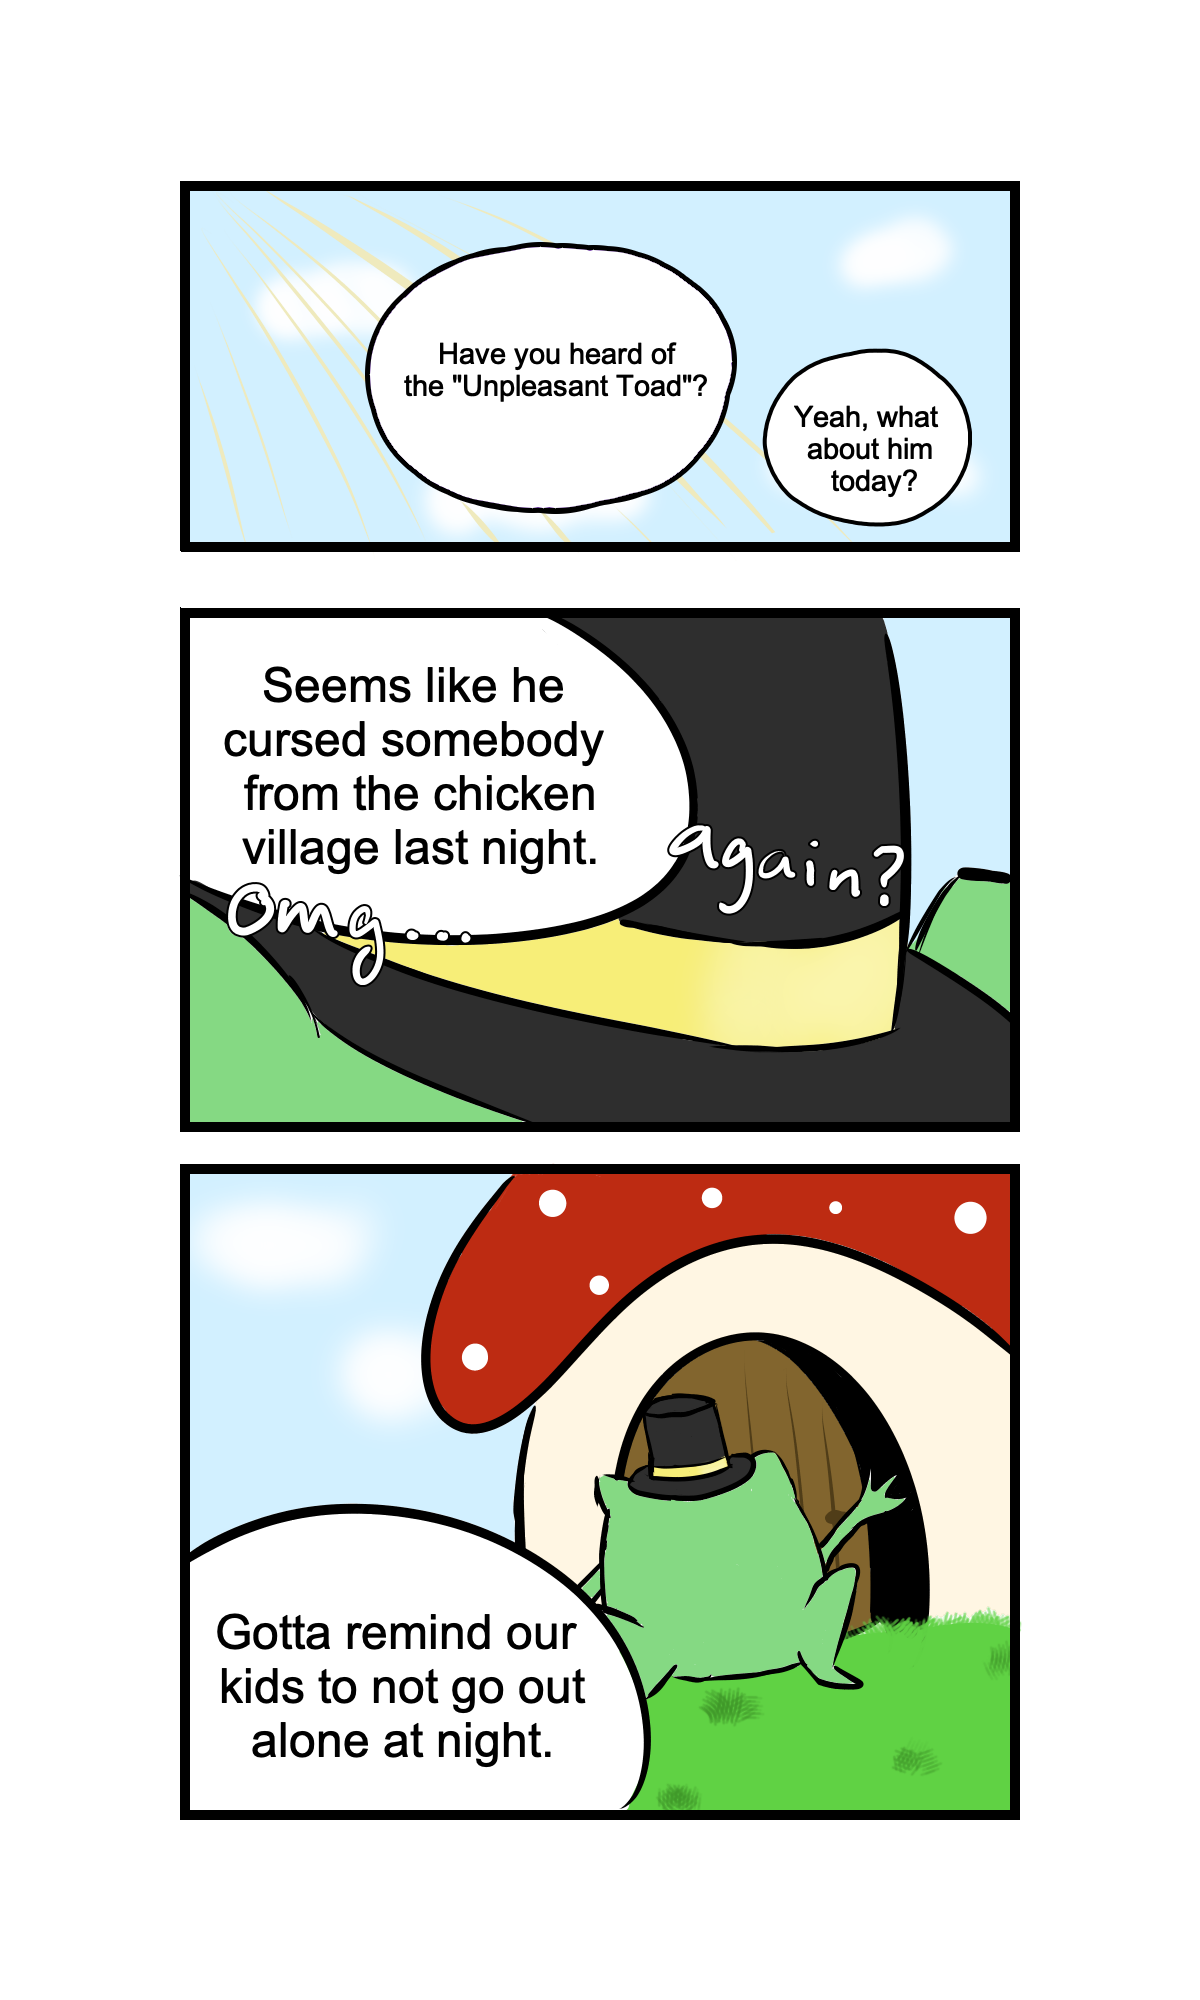 Have you heard of
the "Unpleasant Toad"?
Yeah, what
about him
today?
Seems like he
cursed somebody
from the chicken
village last night.
Omg...
again?
Gotta remind our
kids to not go out
alone at night.